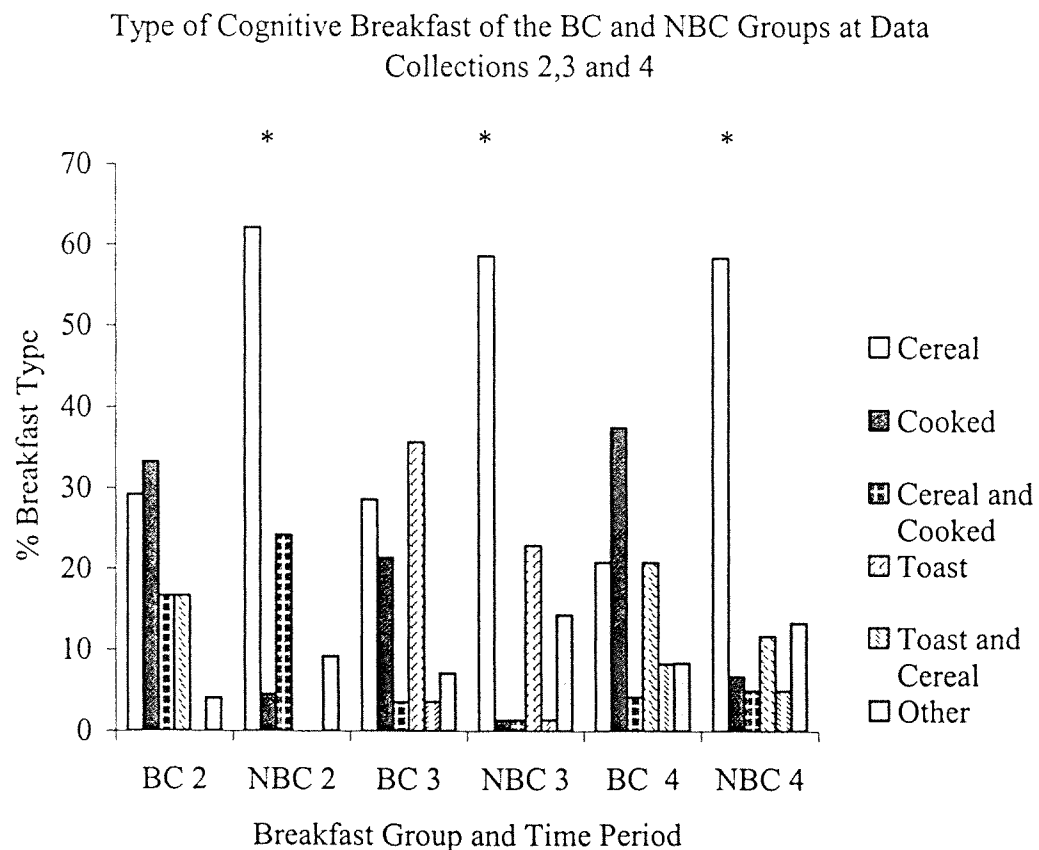 Type of Cognitive Breakfast of the BC and NBC Groups at Data
Collections 2,3 and 4
* * *
70
60
50
40
30
20
10
0
% Breakfast Type
BC 2 NBC 2 BC 3 NBC 3 BC 4 NBC 4
Breakfast Group and Time Period
Cereal
Cooked
Cereal and
Cooked
Toast
Toast and
Cereal
Other